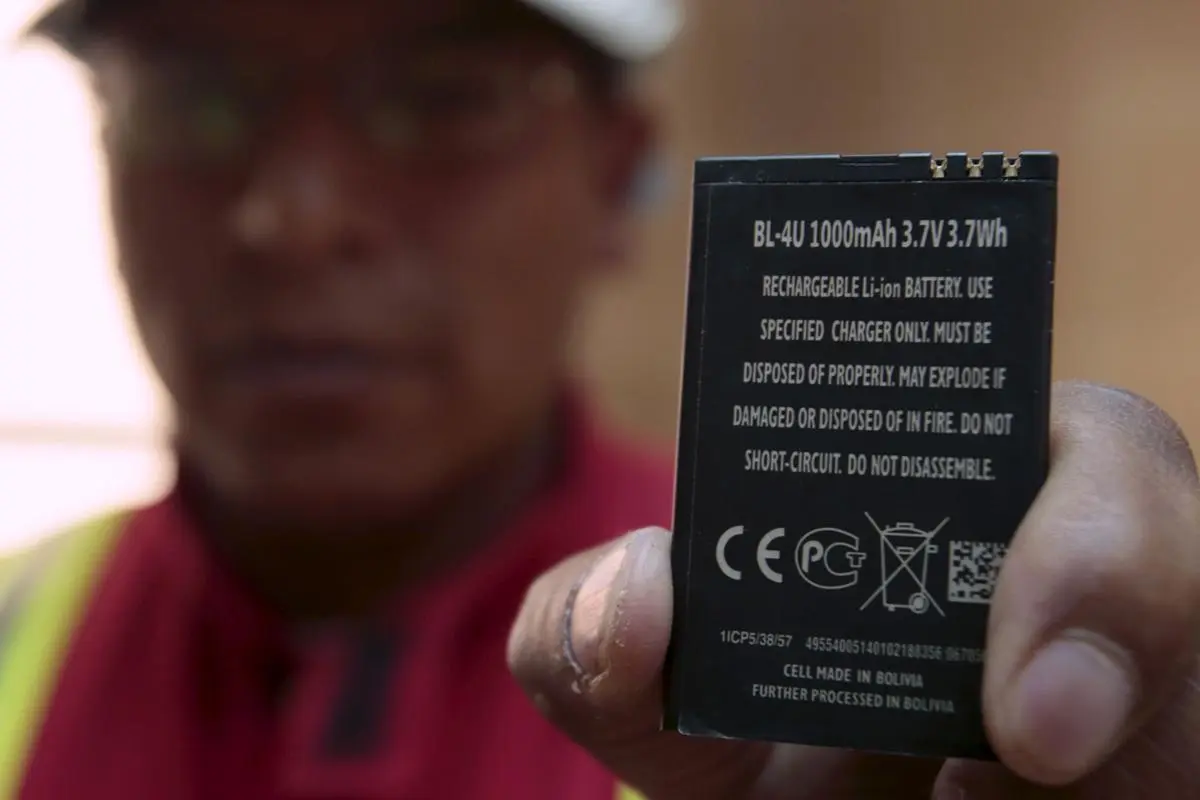 BL-4U 1000mAh 3.7V 3.7Wh
RECHARGEABLE Li-ion BATTERY. USE
SPECIFIED CHARGER ONLY. MUST BE
DISPOSED OF PROPERLY. MAY EXPLODE IF
DAMAGED OR DISPOSED OF IN FIRE. DO NOT
SHORT-CIRCUIT. DO NOT DISASSEMBLE.
CE PCT
1ICP5/38/57
CELL MADE IN BOLIVIA
FURTHER PROCESSED IN BOLIVIA